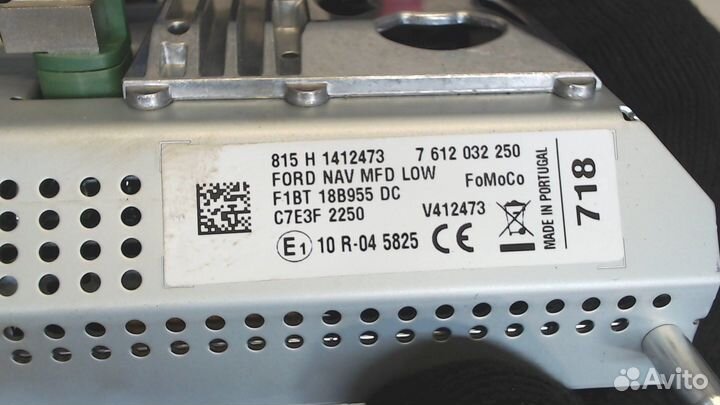 815 H 1412473 7 612 032 250
FORD NAV MFD LOW FoMoCo
F1BT 18B955 DC
C7E3F 2250 V412473
E1 10 R-04 5825 CE
MADE IN PORTUGAL
718
Avito